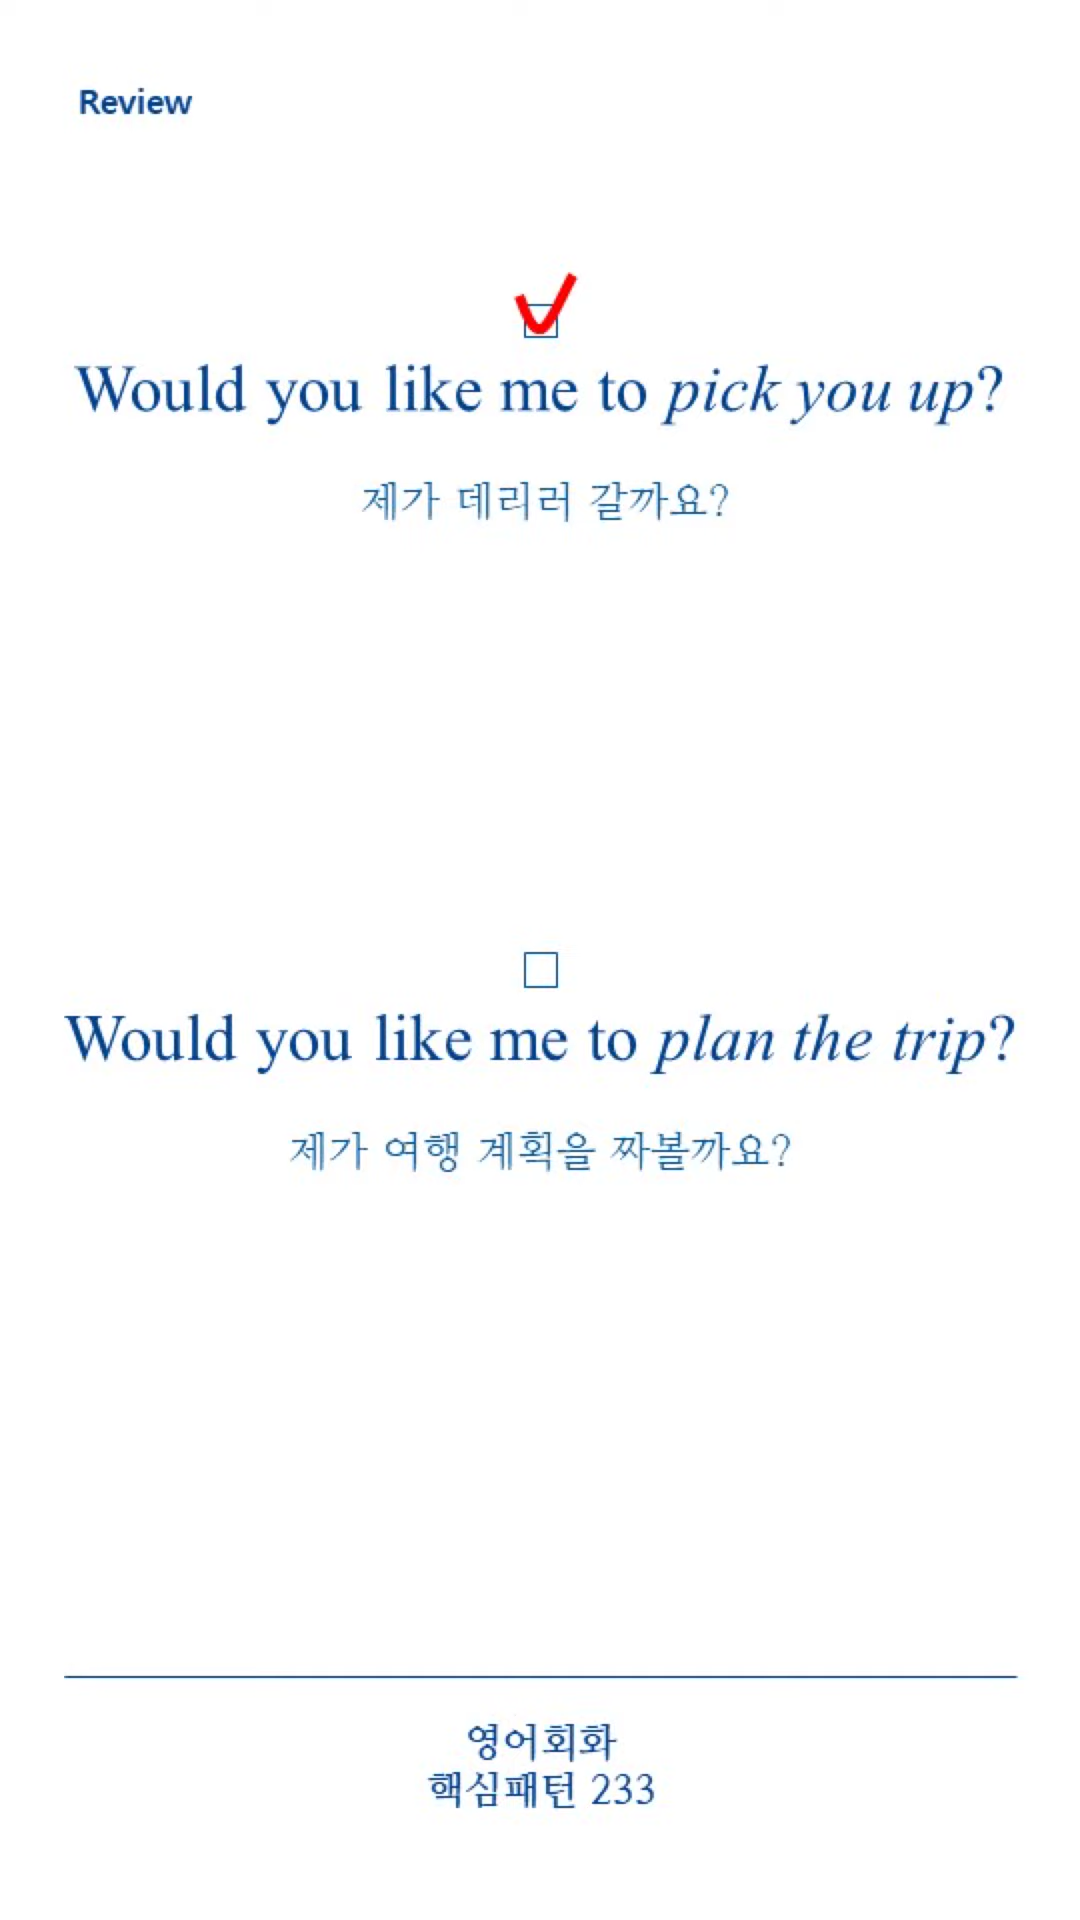 Review
Would you like me to pick you up?
제가 데리러 갈까요?
Would you like me to plan the trip?
제가 여행 계획을 짜볼까요?
영어회화
핵심패턴 233